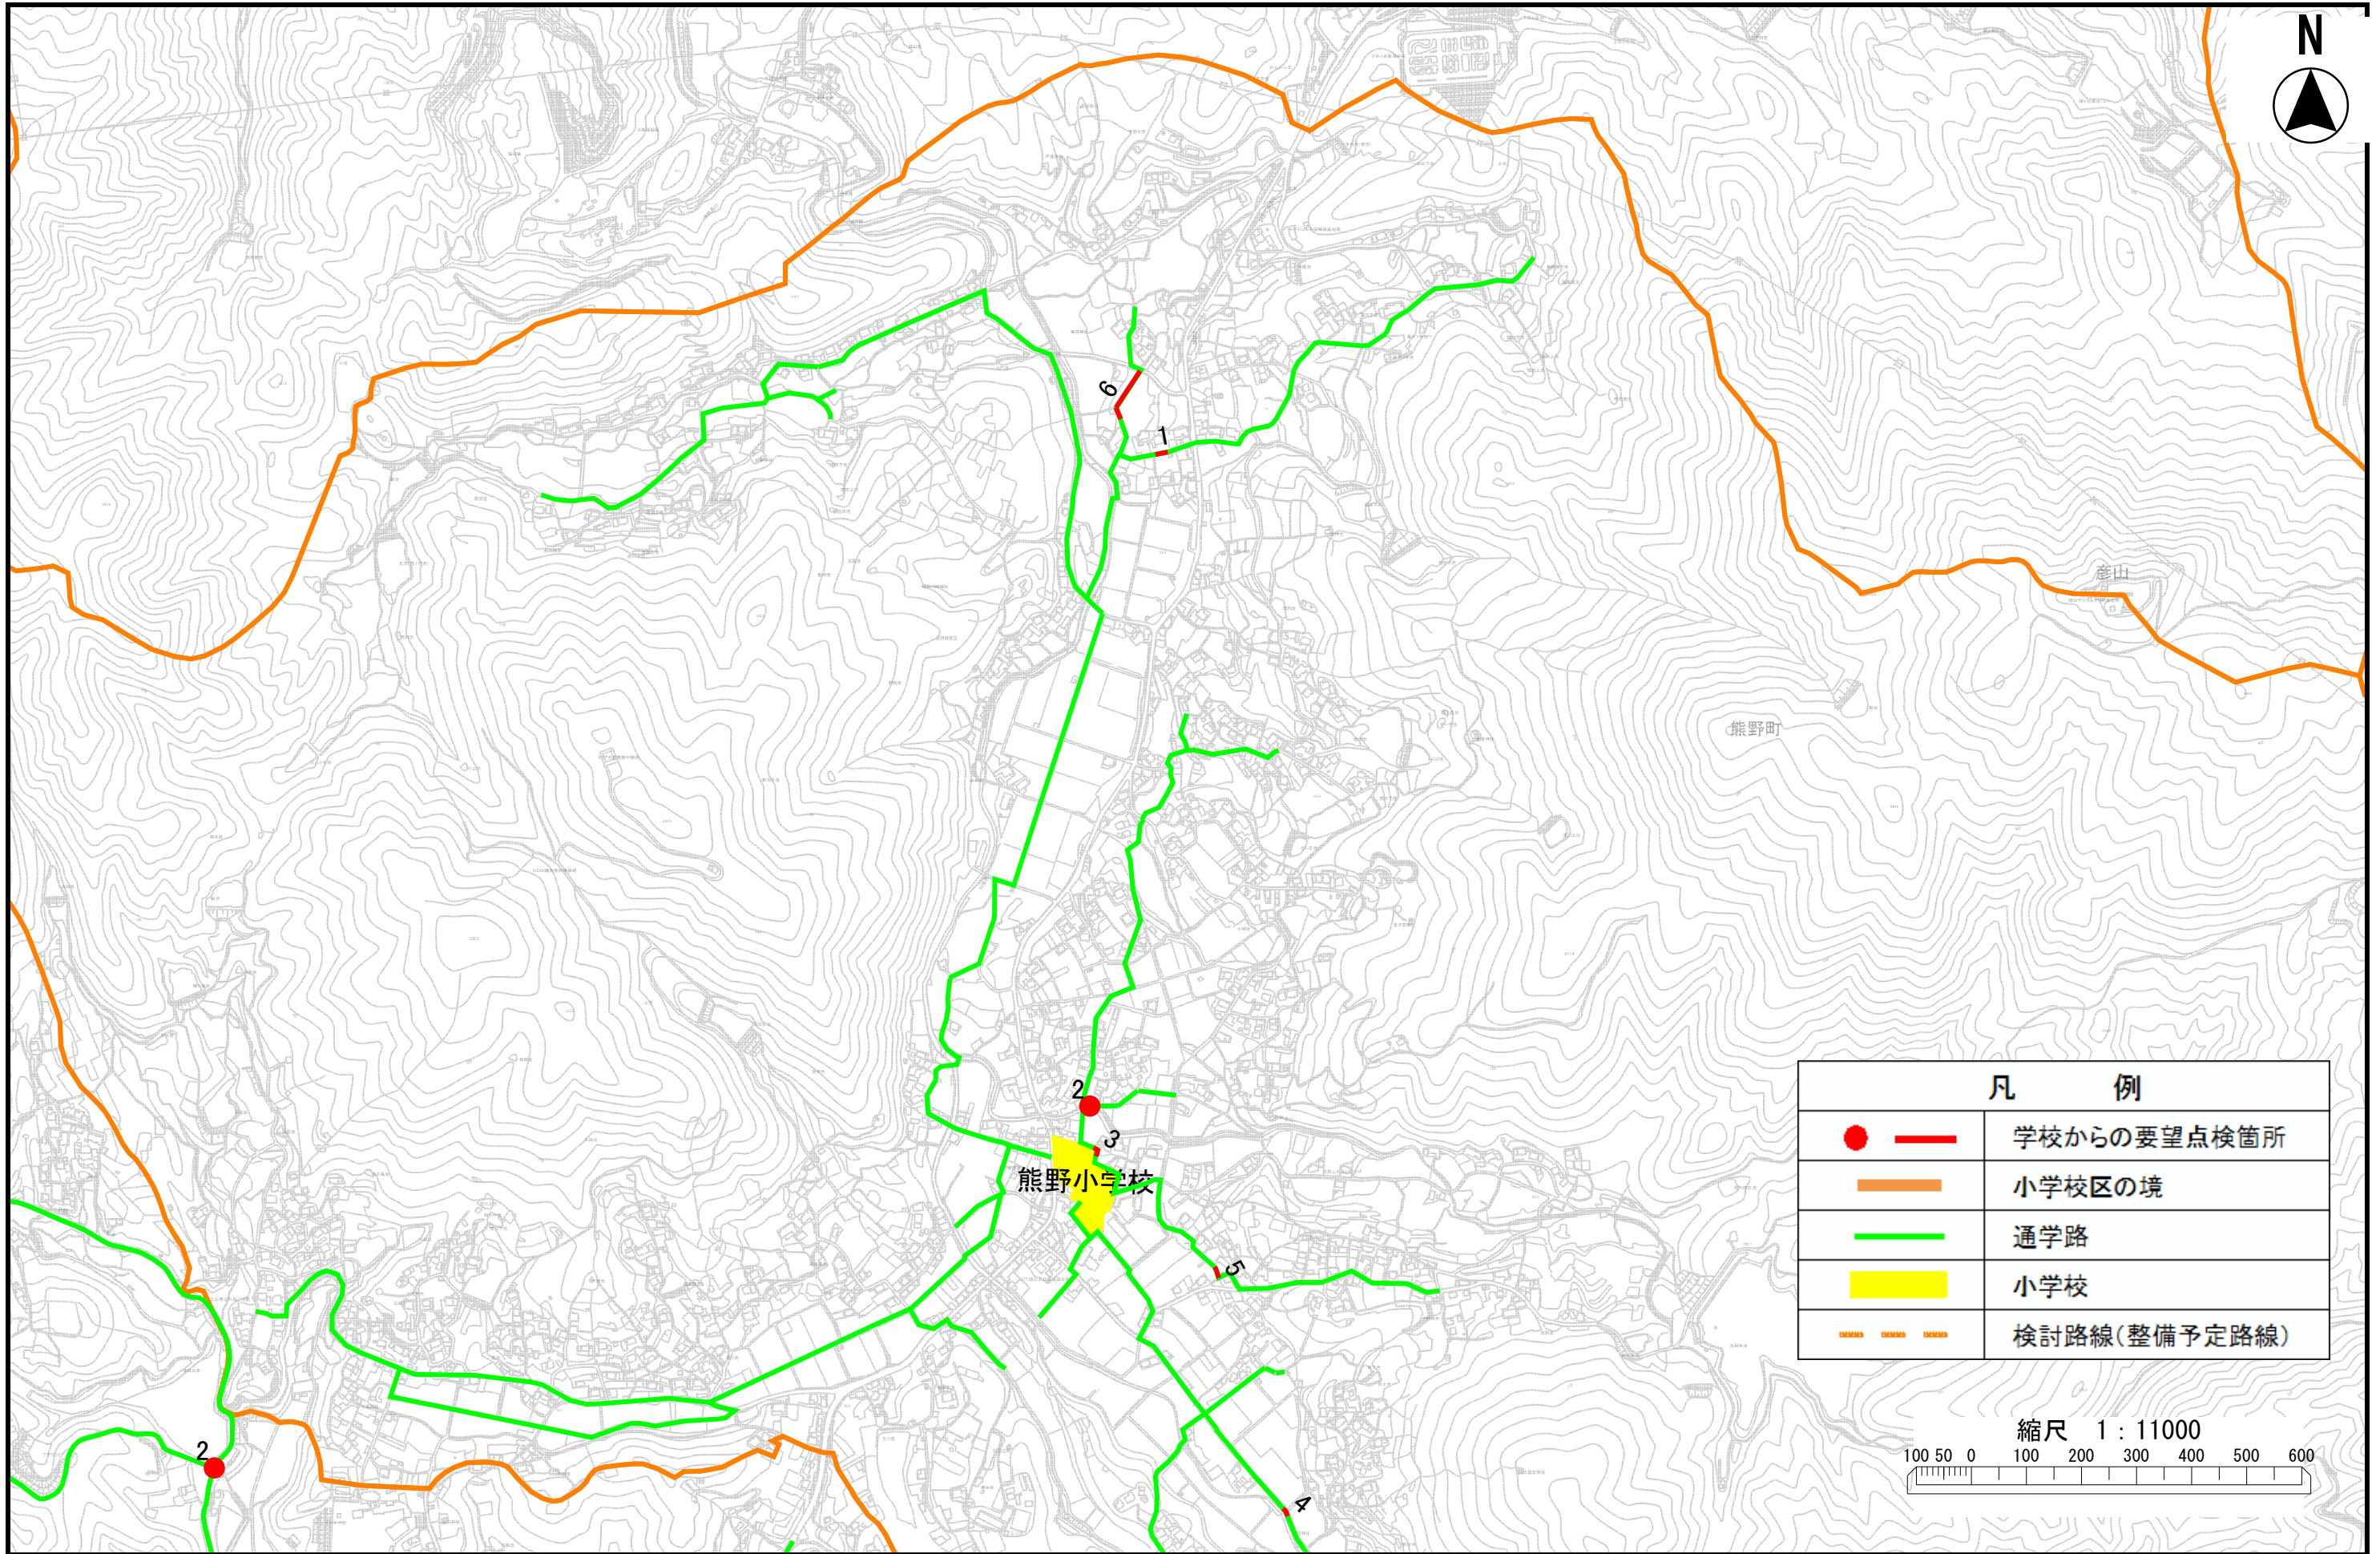 N
6
1
彦山
熊野町
2
3
熊野小学校
5
2
4
凡 例
学校からの要望点検箇所
小学校区の境
通学路
小学校
検討路線(整備予定路線)
縮尺 1:11000
100 50 0 100 200 300 400 500 600